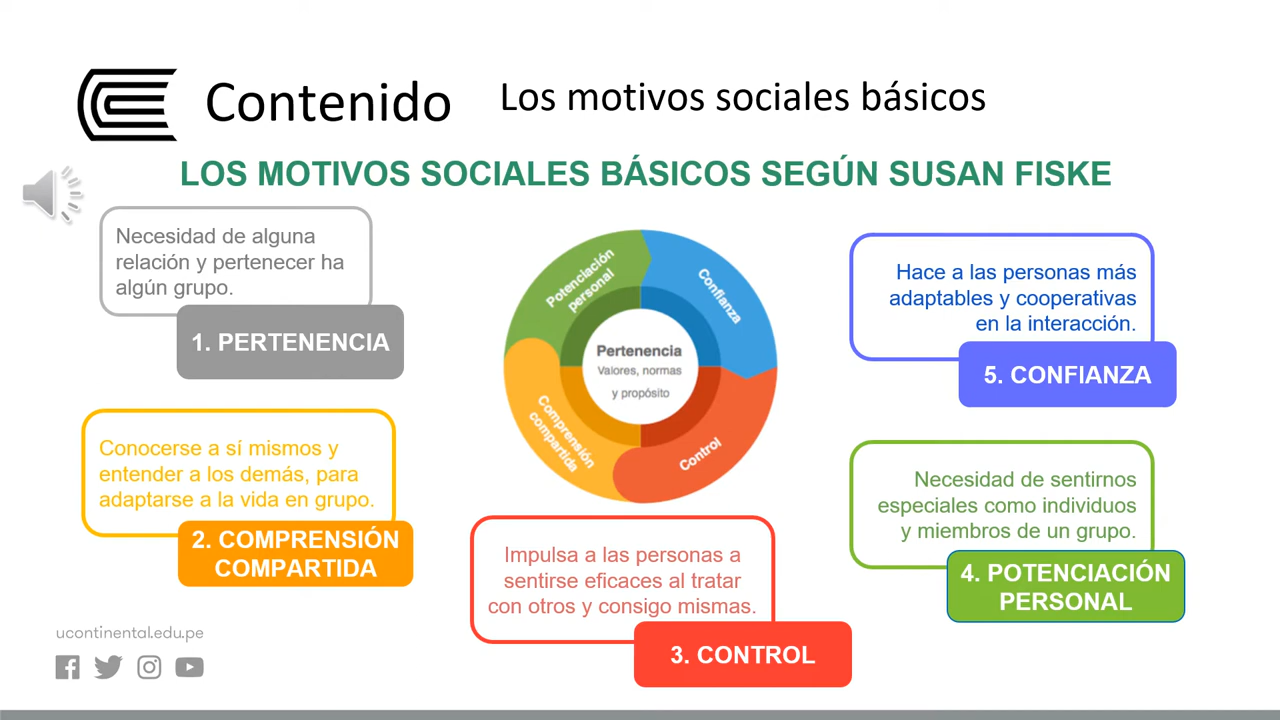 Contenido
Los motivos sociales básicos
LOS MOTIVOS SOCIALES BÁSICOS SEGÚN SUSAN FISKE
Necesidad de alguna
relación y pertenecer ha
algún grupo.
1. PERTENENCIA
Conocerse a sí mismos y
entender a los demás, para
adaptarse a la vida en grupo.
2. COMPRENSIÓN
COMPARTIDA
Potenciación
personal
Confianza
Pertenencia
Valores, normas
y propósito
Comprensión
compartida
Control
Impulsa a las personas a
sentirse eficaces al tratar
con otros y consigo mismas.
3. CONTROL
Hace a las personas más
adaptables y cooperativas
en la interacción.
5. CONFIANZA
Necesidad de sentirnos
especiales como individuos
y miembros de un grupo.
4. POTENCIACIÓN
PERSONAL
ucontinental.edu.pe